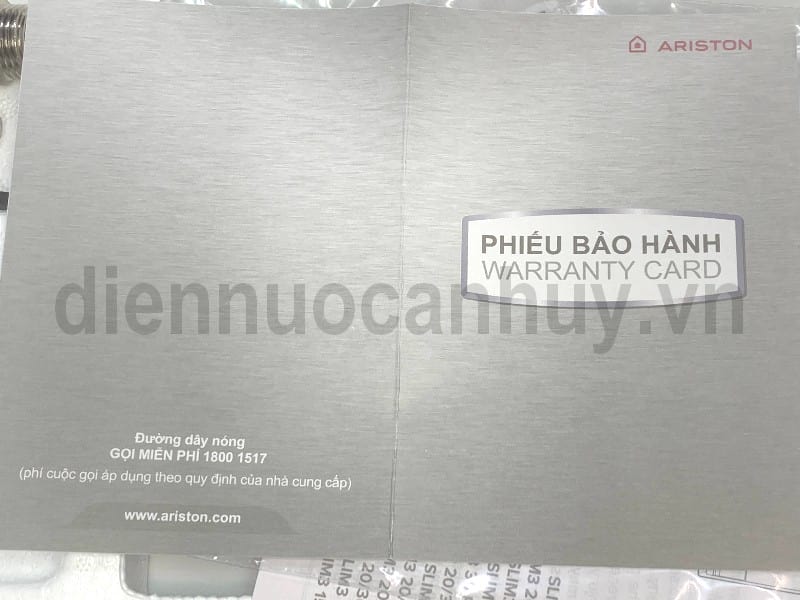 ARISTON
PHIẾU BẢO HÀNH
WARRANTY CARD
diennuocanhuy.vn
Đường dây nóng
GỌI MIỄN PHÍ 1800 1517
(phí cuộc gọi áp dụng theo quy định của nhà cung cấp)
www.ariston.com